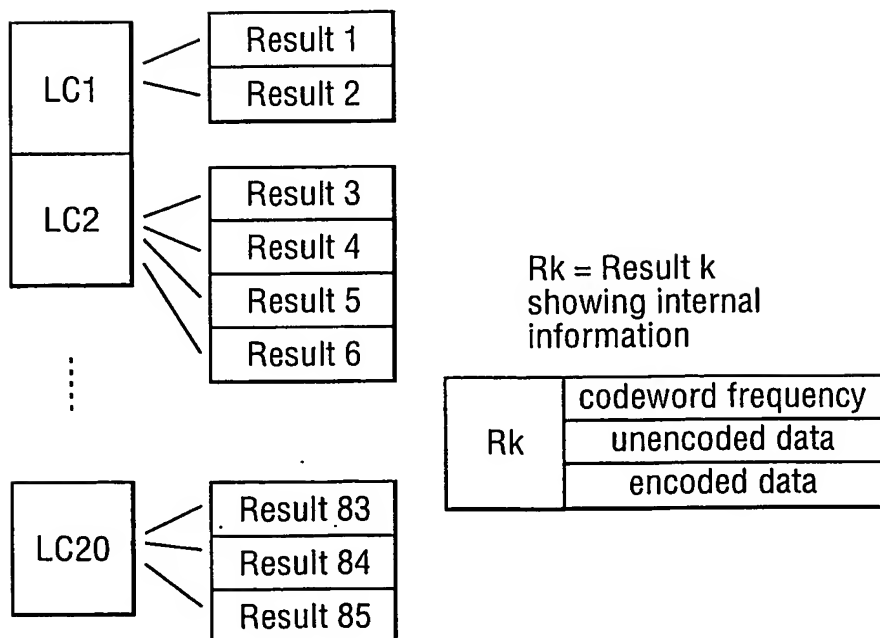 LC1
Result 1
Result 2
LC2
Result 3
Result 4
Result 5
Result 6
Rk = Result k
showing internal
information
Rk
codeword frequency
unencoded data
encoded data
LC20
Result 83
Result 84
Result 85